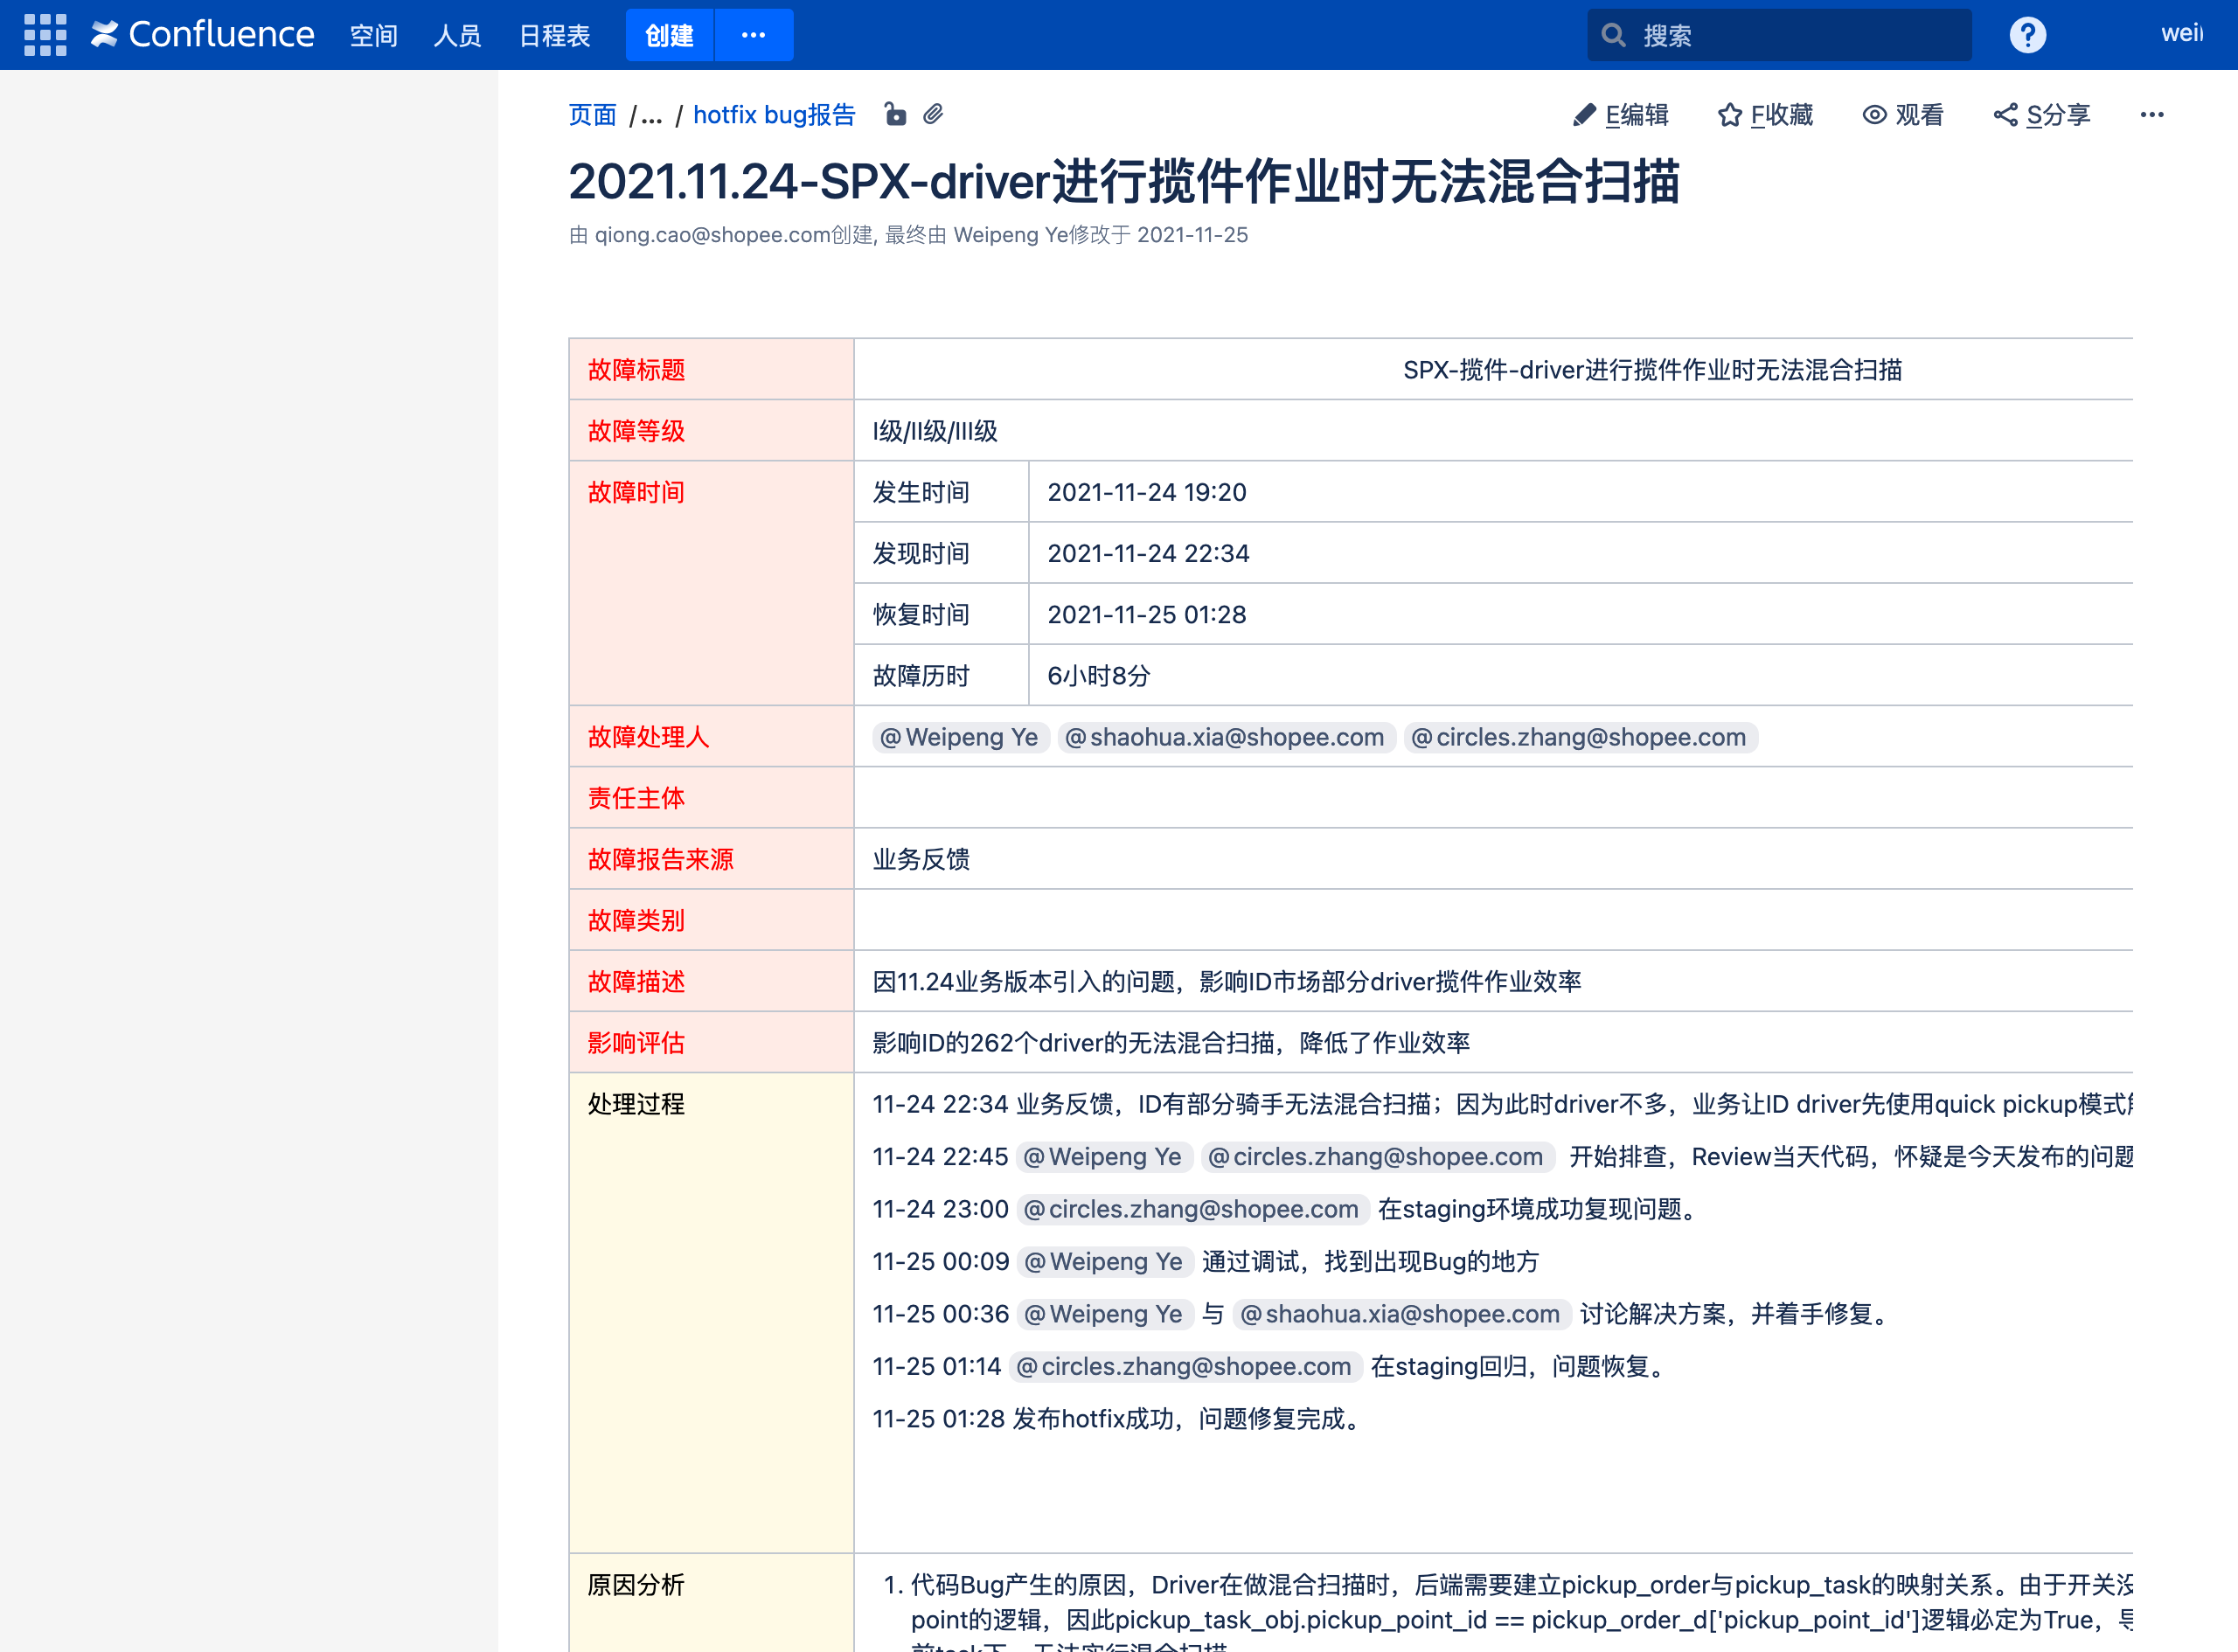 Confluence 空间 人员 日程表 创建 ··· 搜索 ? wei
页面 /... / hotfix bug报告 E编辑 F收藏 观看 S分享 ···
2021.11.24-SPX-driver进行揽件作业时无法混合扫描
由 qiong.cao@shopee.com创建, 最终由 Weipeng Ye修改于 2021-11-25
故障标题 SPX-揽件-driver进行揽件作业时无法混合扫描
故障等级 I级/II级/III级
故障时间 发生时间 2021-11-24 19:20
发现时间 2021-11-24 22:34
恢复时间 2021-11-25 01:28
故障历时 6小时8分
故障处理人 @Weipeng Ye @shaohua.xia@shopee.com @circles.zhang@shopee.com
责任主体
故障报告来源 业务反馈
故障类别
故障描述 因11.24业务版本引入的问题，影响ID市场部分driver揽件作业效率
影响评估 影响ID的262个driver的无法混合扫描，降低了作业效率
处理过程 11-24 22:34 业务反馈，ID有部分骑手无法混合扫描；因为此时driver不多，业务让ID driver先使用quick pickup模式
11-24 22:45 @Weipeng Ye @circles.zhang@shopee.com 开始排查，Review当天代码，怀疑是今天发布的问题
11-24 23:00 @circles.zhang@shopee.com 在staging环境成功复现问题。
11-25 00:09 @Weipeng Ye 通过调试，找到出现Bug的地方
11-25 00:36 @Weipeng Ye 与 @shaohua.xia@shopee.com 讨论解决方案，并着手修复。
11-25 01:14 @circles.zhang@shopee.com 在staging回归，问题恢复。
11-25 01:28 发布hotfix成功，问题修复完成。
原因分析 1. 代码Bug产生的原因，Driver在做混合扫描时，后端需要建立pickup_order与pickup_task的映射关系。由于开关没
point的逻辑，因此pickup_task_obj.pickup_point_id == pickup_order_d['pickup_point_id']逻辑必定为True，导